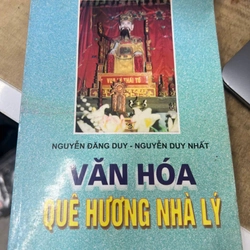 NGUYỄN ĐĂNG DUY - NGUYỄN DUY NHẤT
VĂN HÓA
QUÊ HƯƠNG NHÀ LÝ